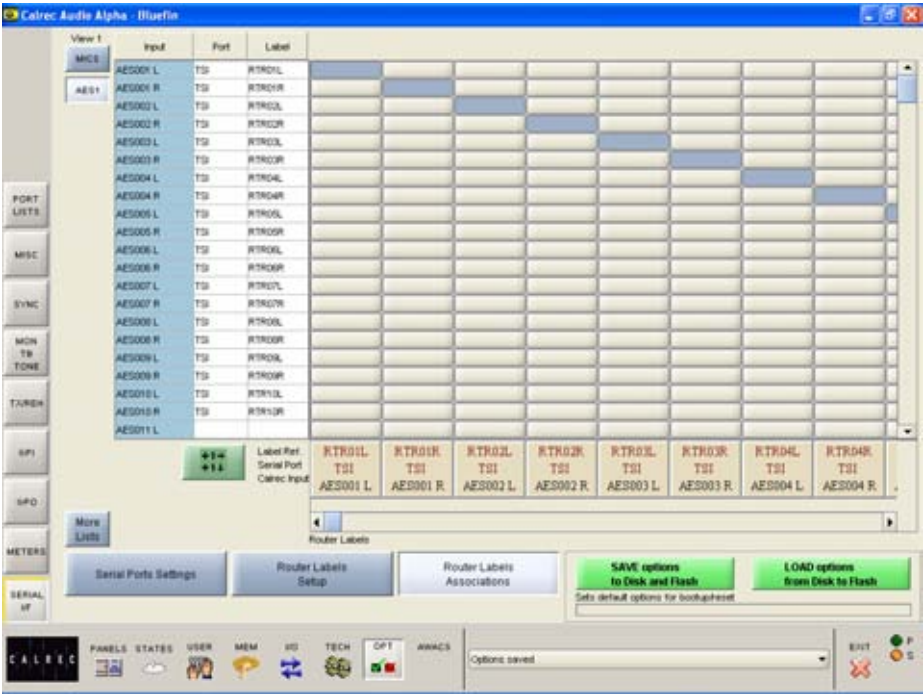 Calrec Audio Alpha - Bluefin
View 1
MICS
AES1
Input Port Label
AES001 L TSI RTR01L
AES001 R TSI RTR01R
AES002 L TSI RTR02L
AES002 R TSI RTR02R
AES003 L TSI RTR03L
AES003 R TSI RTR03R
AES004 L TSI RTR04L
AES004 R TSI RTR04R
AES005 L TSI RTR05L
AES005 R TSI RTR05R
AES006 L TSI RTR06L
AES006 R TSI RTR06R
AES007 L TSI RTR07L
AES007 R TSI RTR07R
AES008 L TSI RTR08L
AES008 R TSI RTR08R
AES009 L TSI RTR09L
AES009 R TSI RTR09R
AES010 L TSI RTR10L
AES010 R TSI RTR10R
AES011 L
PORT
LISTS
MISC
SYNC
MON
TB
TONE
TX/REH
GPI
GPO
METERS
SERIAL
I/F
Label Ref.
Serial Port
Calrec Input
RTR01L RTR01R RTR02L RTR02R RTR03L RTR03R RTR04L RTR04R
TSI TSI TSI TSI TSI TSI TSI TSI
AES001 L AES001 R AES002 L AES002 R AES003 L AES003 R AES004 L AES004 R
More
Lists
Router Labels
Serial Ports Settings
Router Labels
Setup
Router Labels
Associations
SAVE options
to Disk and Flash
LOAD options
from Disk to Flash
Sets default options for bootup/reset
CALREC
PANELS STATES USER MEM I/O TECH OPT AWACS
Options saved
EXIT
P
S